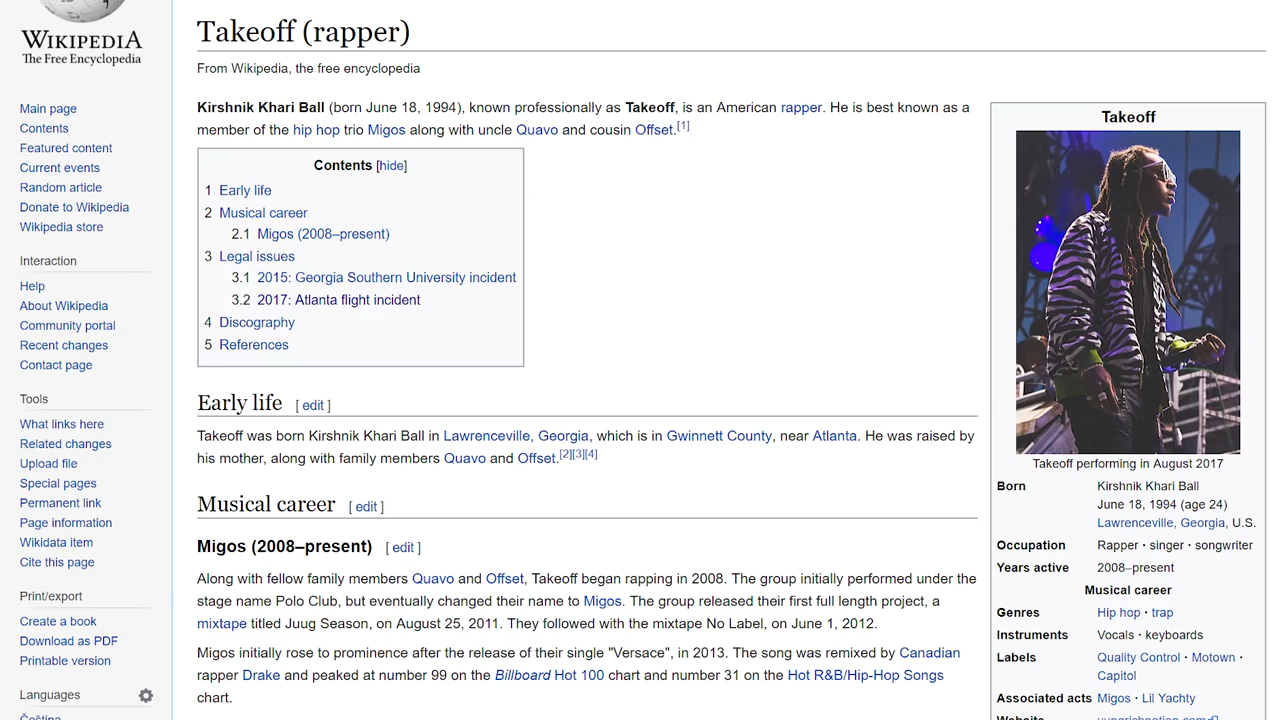 WIKIPEDIA
The Free Encyclopedia
Main page
Contents
Featured content
Current events
Random article
Donate to Wikipedia
Wikipedia store
Interaction
Help
About Wikipedia
Community portal
Recent changes
Contact page
Tools
What links here
Related changes
Upload file
Special pages
Permanent link
Page information
Wikidata item
Cite this page
Print/export
Create a book
Download as PDF
Printable version
Languages
Čeština
Takeoff (rapper)
From Wikipedia, the free encyclopedia
Kirshnik Khari Ball (born June 18, 1994), known professionally as Takeoff, is an American rapper. He is best known as a
member of the hip hop trio Migos along with uncle Quavo and cousin Offset.[1]
Contents [hide]
1 Early life
2 Musical career
2.1 Migos (2008–present)
3 Legal issues
3.1 2015: Georgia Southern University incident
3.2 2017: Atlanta flight incident
4 Discography
5 References
Early life [ edit ]
Takeoff was born Kirshnik Khari Ball in Lawrenceville, Georgia, which is in Gwinnett County, near Atlanta. He was raised by
his mother, along with family members Quavo and Offset.[2][3][4]
Musical career [ edit ]
Migos (2008–present) [ edit ]
Along with fellow family members Quavo and Offset, Takeoff began rapping in 2008. The group initially performed under the
stage name Polo Club, but eventually changed their name to Migos. The group released their first full length project, a
mixtape titled Juug Season, on August 25, 2011. They followed with the mixtape No Label, on June 1, 2012.
Migos initially rose to prominence after the release of their single "Versace", in 2013. The song was remixed by Canadian
rapper Drake and peaked at number 99 on the Billboard Hot 100 chart and number 31 on the Hot R&B/Hip-Hop Songs
chart.
Takeoff
Takeoff performing in August 2017
Born Kirshnik Khari Ball
June 18, 1994 (age 24)
Lawrenceville, Georgia, U.S.
Occupation Rapper · singer · songwriter
Years active 2008–present
Musical career
Genres Hip hop · trap
Instruments Vocals · keyboards
Labels Quality Control · Motown ·
Capitol
Associated acts Migos · Lil Yachty
Website yungrichnation.com